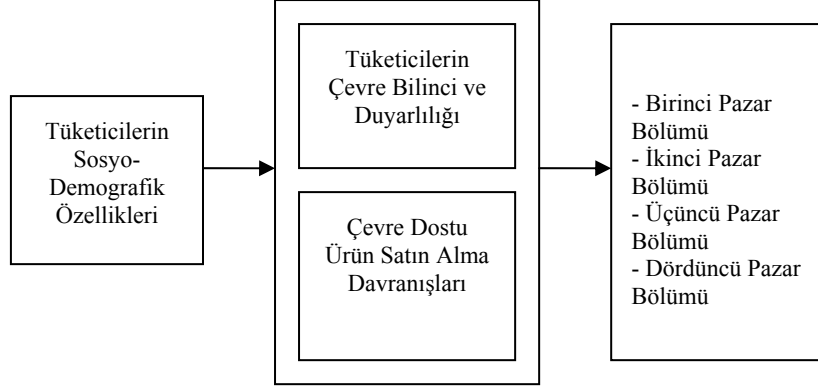 Tüketicilerin
Sosyo-
Demografik
Özellikleri
Tüketicilerin
Çevre Bilinci ve
Duyarlılığı
Çevre Dostu
Ürün Satın Alma
Davranışları
- Birinci Pazar
Bölümü
- İkinci Pazar
Bölümü
- Üçüncü Pazar
Bölümü
- Dördüncü Pazar
Bölümü